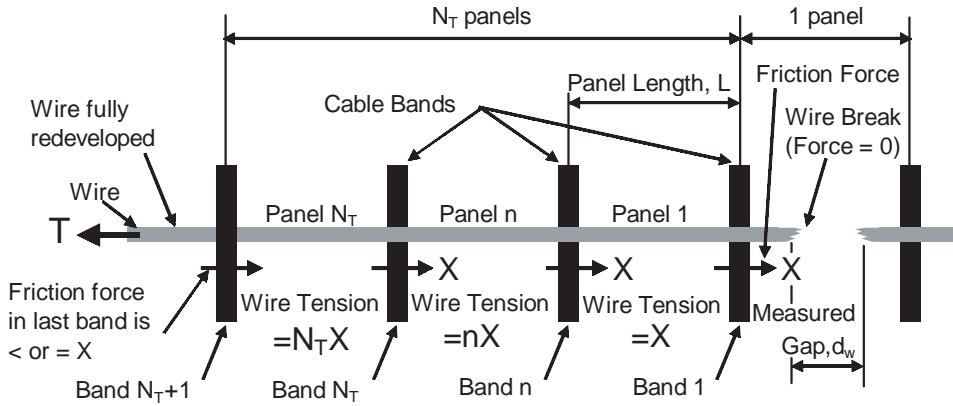 N_T panels
1 panel
Panel Length, L
Friction Force
Wire fully
redeveloped
Cable Bands
Wire Break
(Force = 0)
Wire
T
Panel N_T
Panel n
Panel 1
X
X
X
Friction force
in last band is
< or = X
Wire Tension
=N_TX
Wire Tension
=nX
Wire Tension
=X
Measured
Gap,d_w
Band N_T+1
Band N_T
Band n
Band 1